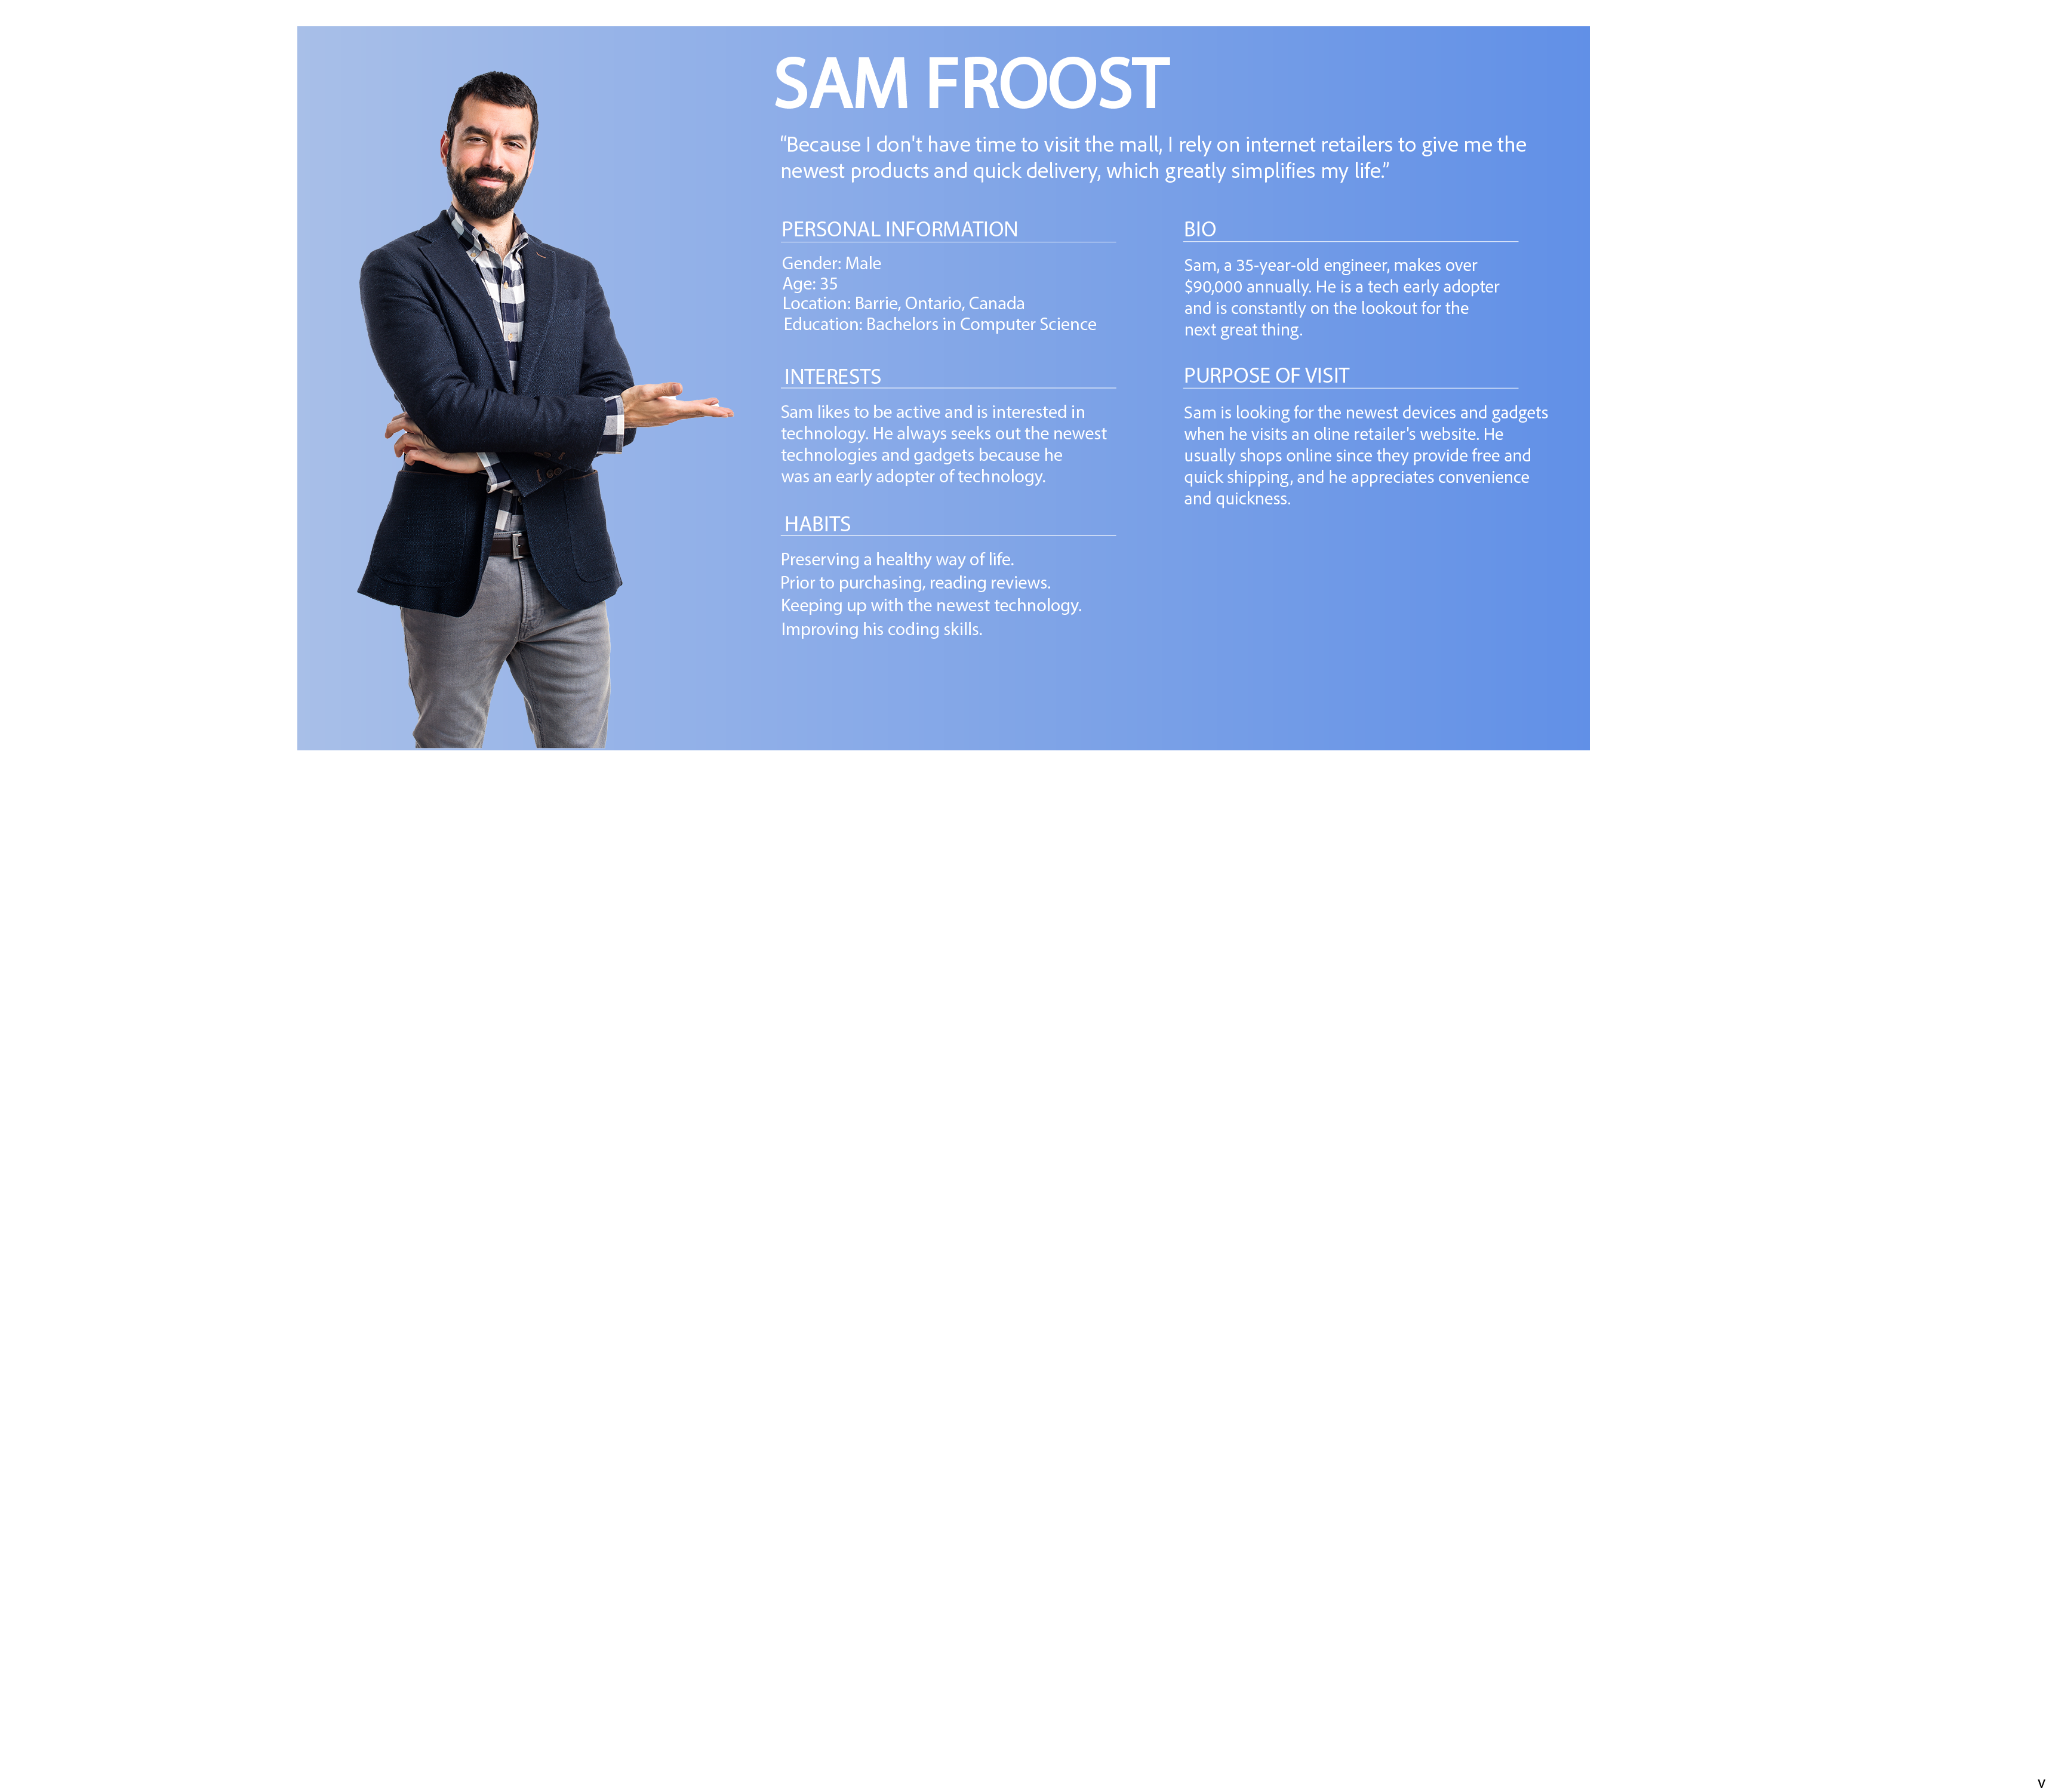 SAM FROOST
“Because I don't have time to visit the mall, I rely on internet retailers to give me the
newest products and quick delivery, which greatly simplifies my life.”
PERSONAL INFORMATION
Gender: Male
Age: 35
Location: Barrie, Ontario, Canada
Education: Bachelors in Computer Science
INTERESTS
Sam likes to be active and is interested in
technology. He always seeks out the newest
technologies and gadgets because he
was an early adopter of technology.
HABITS
Preserving a healthy way of life.
Prior to purchasing, reading reviews.
Keeping up with the newest technology.
Improving his coding skills.
BIO
Sam, a 35-year-old engineer, makes over
$90,000 annually. He is a tech early adopter
and is constantly on the lookout for the
next great thing.
PURPOSE OF VISIT
Sam is looking for the newest devices and gadgets
when he visits an oline retailer's website. He
usually shops online since they provide free and
quick shipping, and he appreciates convenience
and quickness.
v